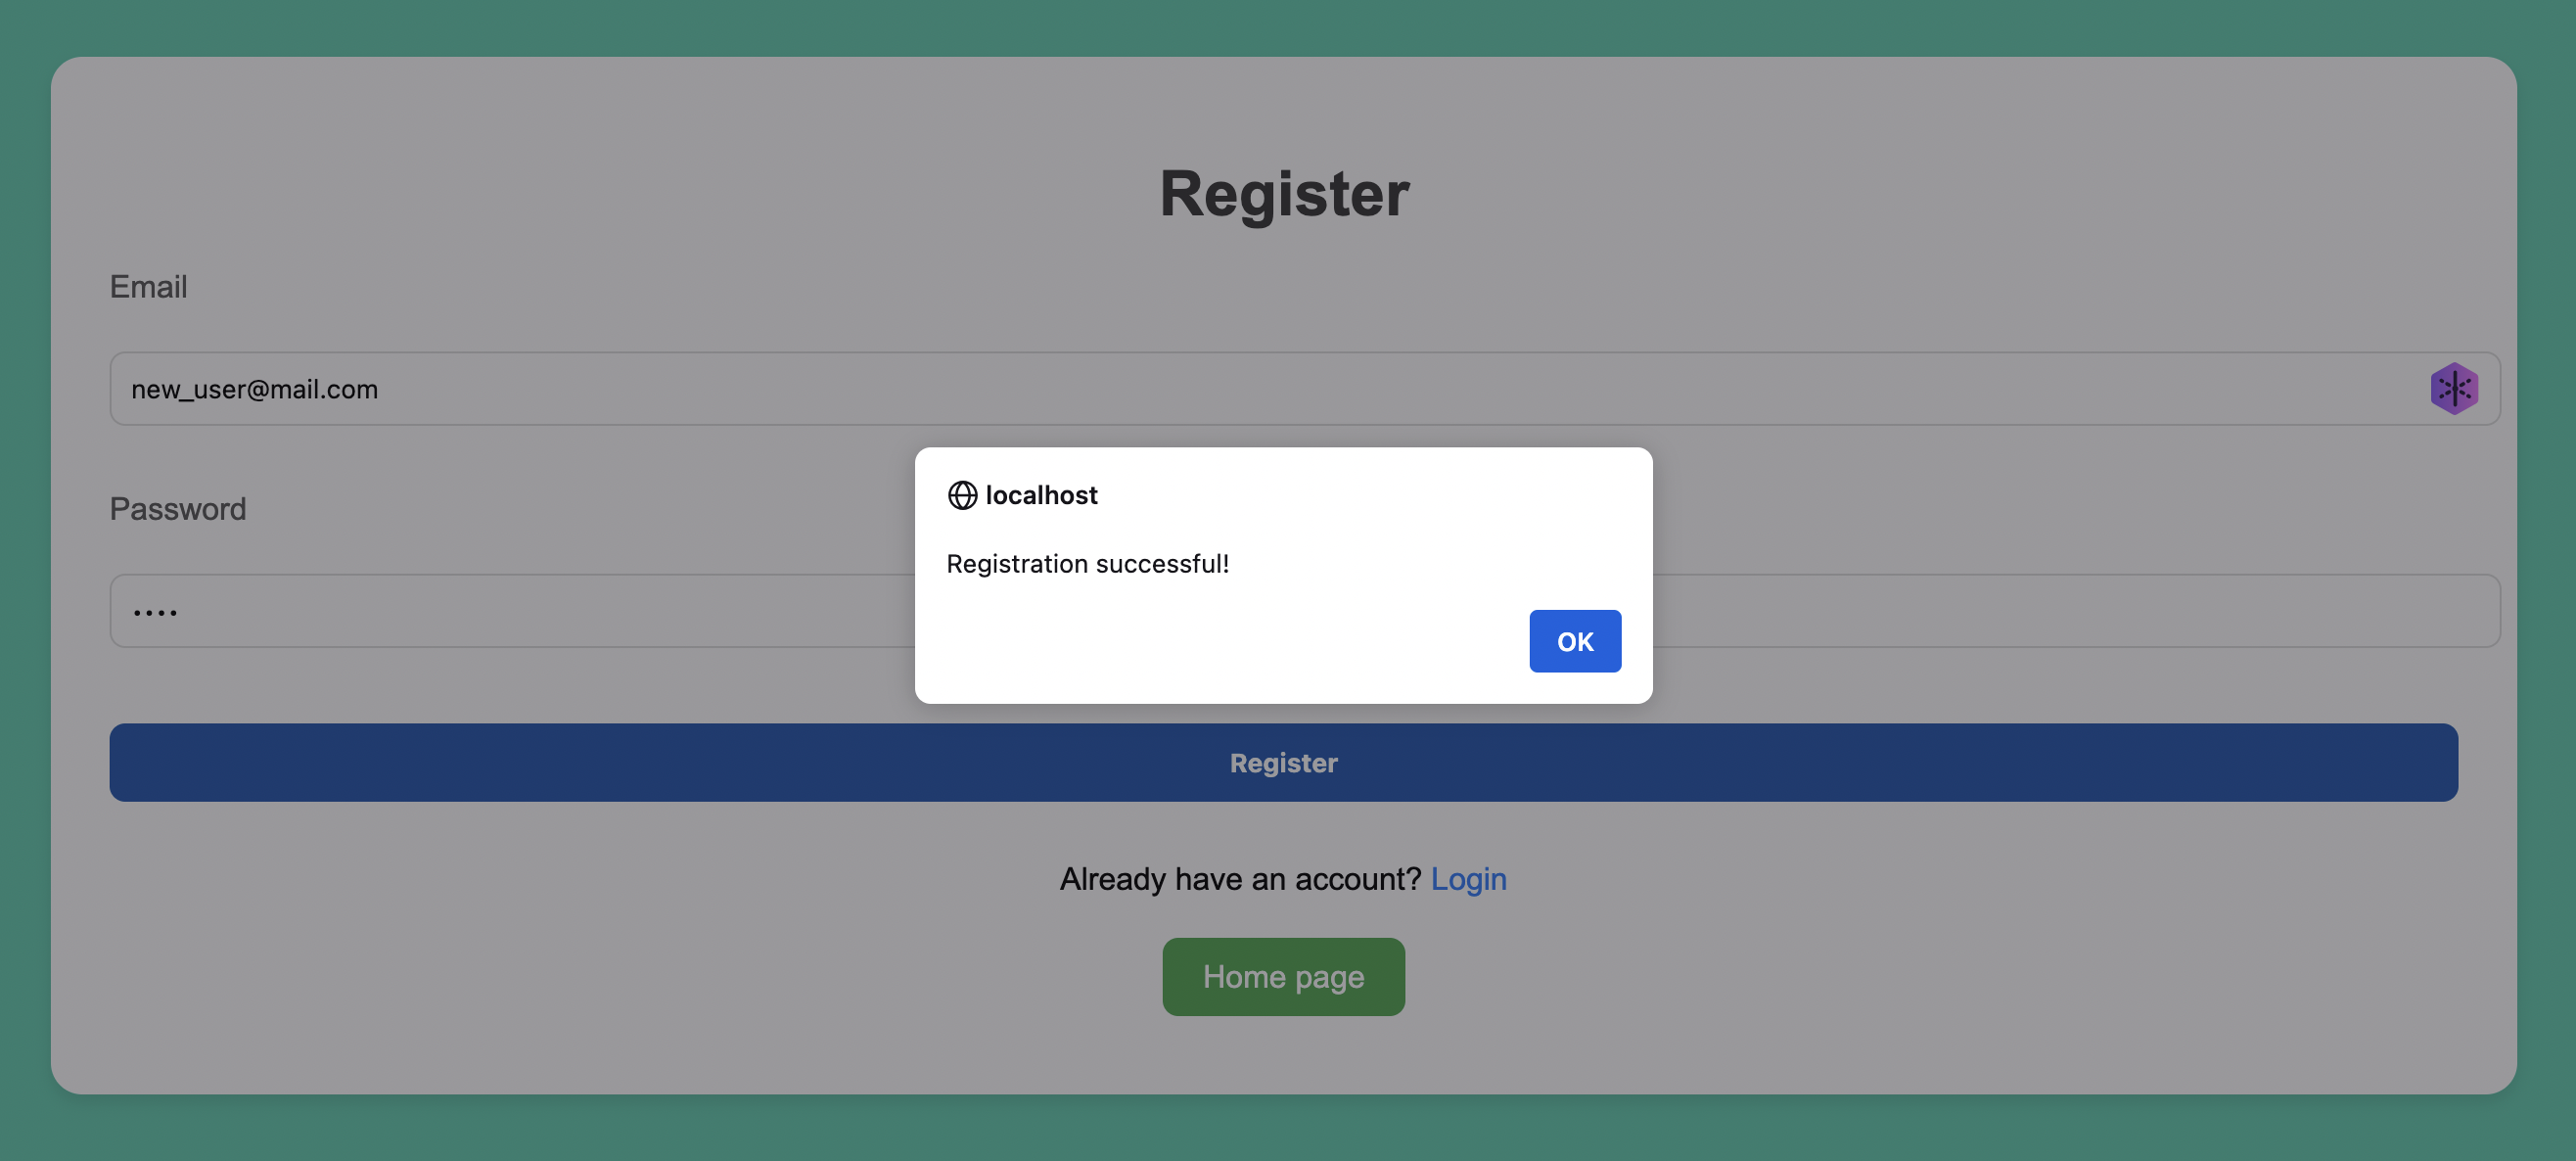 Register
Email
new_user@mail.com
localhost
Registration successful!
Password
••••
OK
Register
Already have an account? Login
Home page